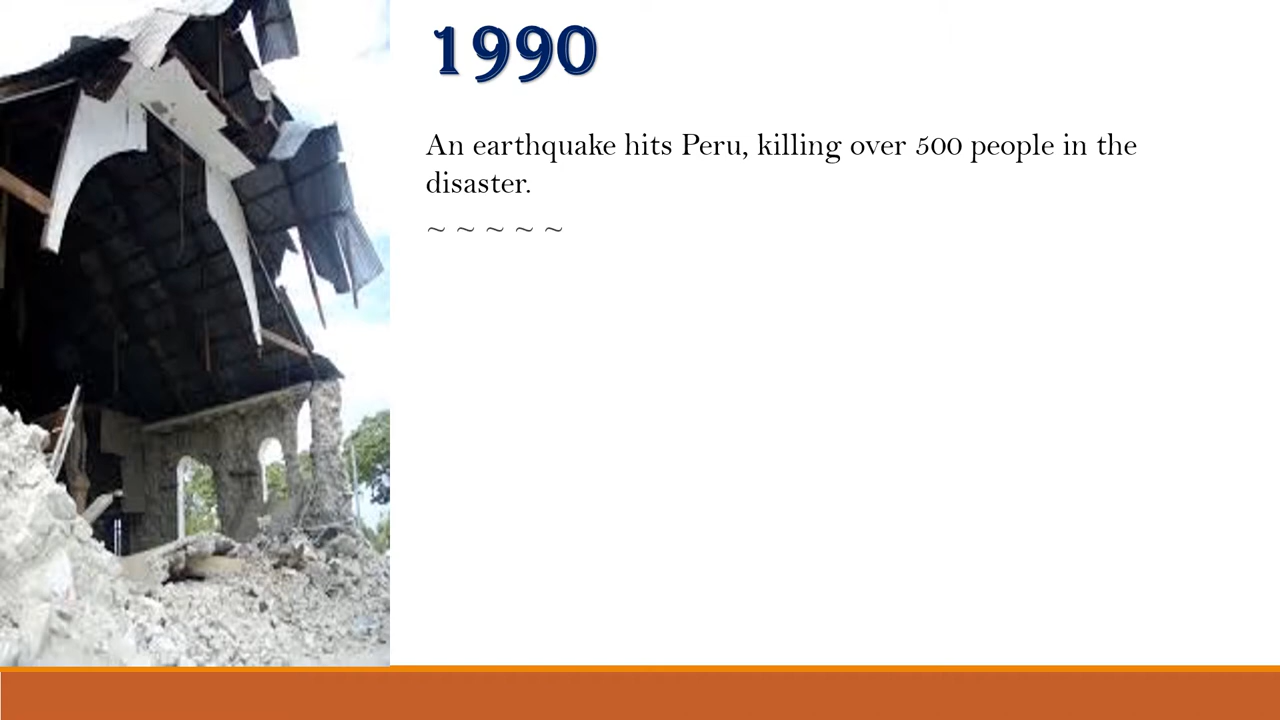 1990
An earthquake hits Peru, killing over 500 people in the
disaster.
~ ~ ~ ~ ~